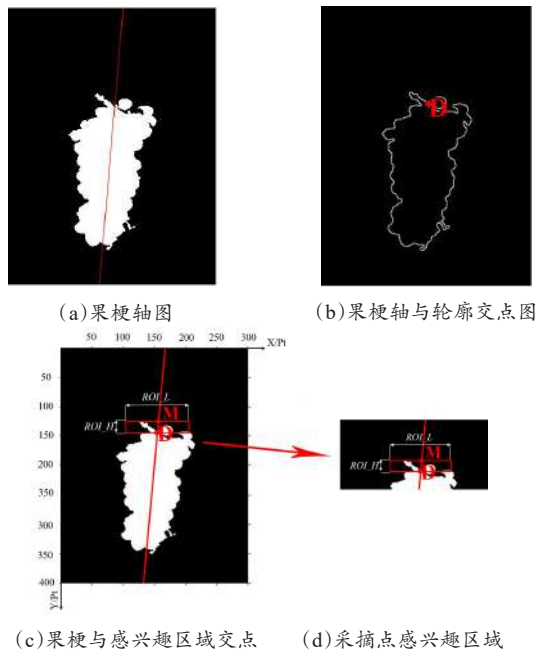 D
(a)果梗轴图
(b)果梗轴与轮廓交点图
50 100 150 200 250 300 X/Pt
50
100
150
200
250
300
350
400
Y/Pt
ROI_L
ROI_H
M
D
ROI_L
ROI_H
M
D
(c)果梗与感兴趣区域交点
(d)采摘点感兴趣区域